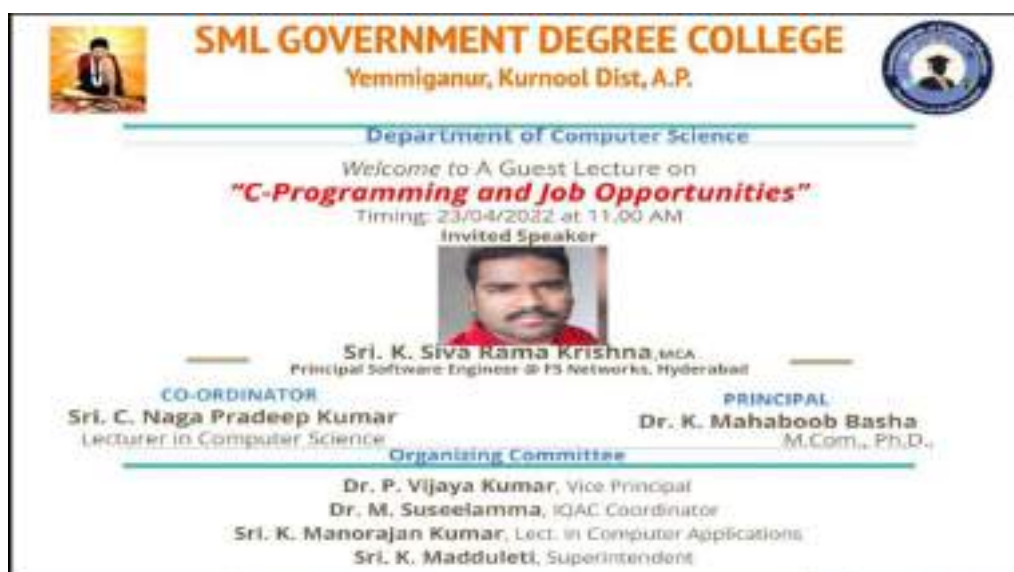 SML GOVERNMENT DEGREE COLLEGE
Yemmiganur, Kurnool Dist, A.P.
Department of Computer Science
Welcome to A Guest Lecture on
"C-Programming and Job Opportunities"
Timing: 23/04/2022 at 11.00 AM
Invited Speaker
Sri. K. Siva Rama Krishna, MCA
Principal Software Engineer @ F5 Networks, Hyderabad
CO-ORDINATOR
Sri. C. Naga Pradeep Kumar
Lecturer in Computer Science
PRINCIPAL
Dr. K. Mahaboob Basha
M.Com., Ph.D.,
Organizing Committee
Dr. P. Vijaya Kumar, Vice Principal
Dr. M. Suseelamma, IQAC Coordinator
Sri. K. Manorajan Kumar, Lect. in Computer Applications
Sri. K. Madduleti, Superintendent